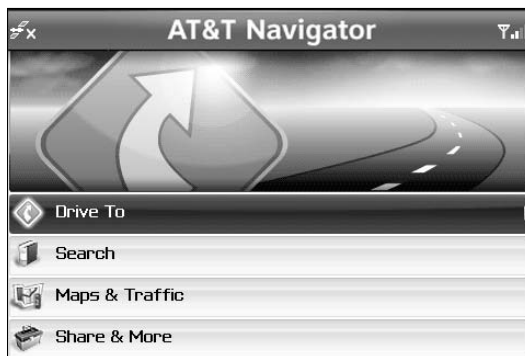 AT&T Navigator
Drive To
Search
Maps & Traffic
Share & More